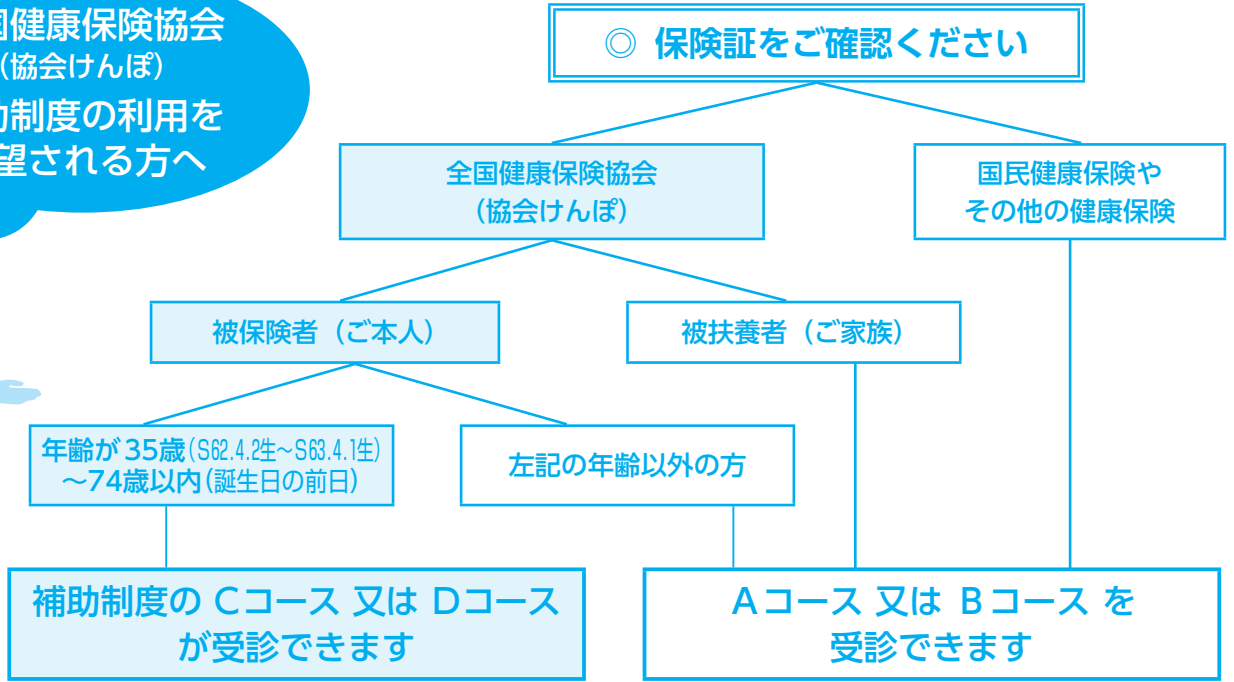 健康保険協会
（協会けんぽ）
制度の利用を
望される方へ
◎ 保険証をご確認ください
全国健康保険協会
（協会けんぽ）
国民健康保険や
その他の健康保険
被保険者（ご本人）
被扶養者（ご家族）
年齢が35歳(S62.4.2生～S63.4.1生)
～74歳以内(誕生日の前日)
左記の年齢以外の方
補助制度の Cコース 又は Dコース
が受診できます
Aコース 又は Bコース を
受診できます